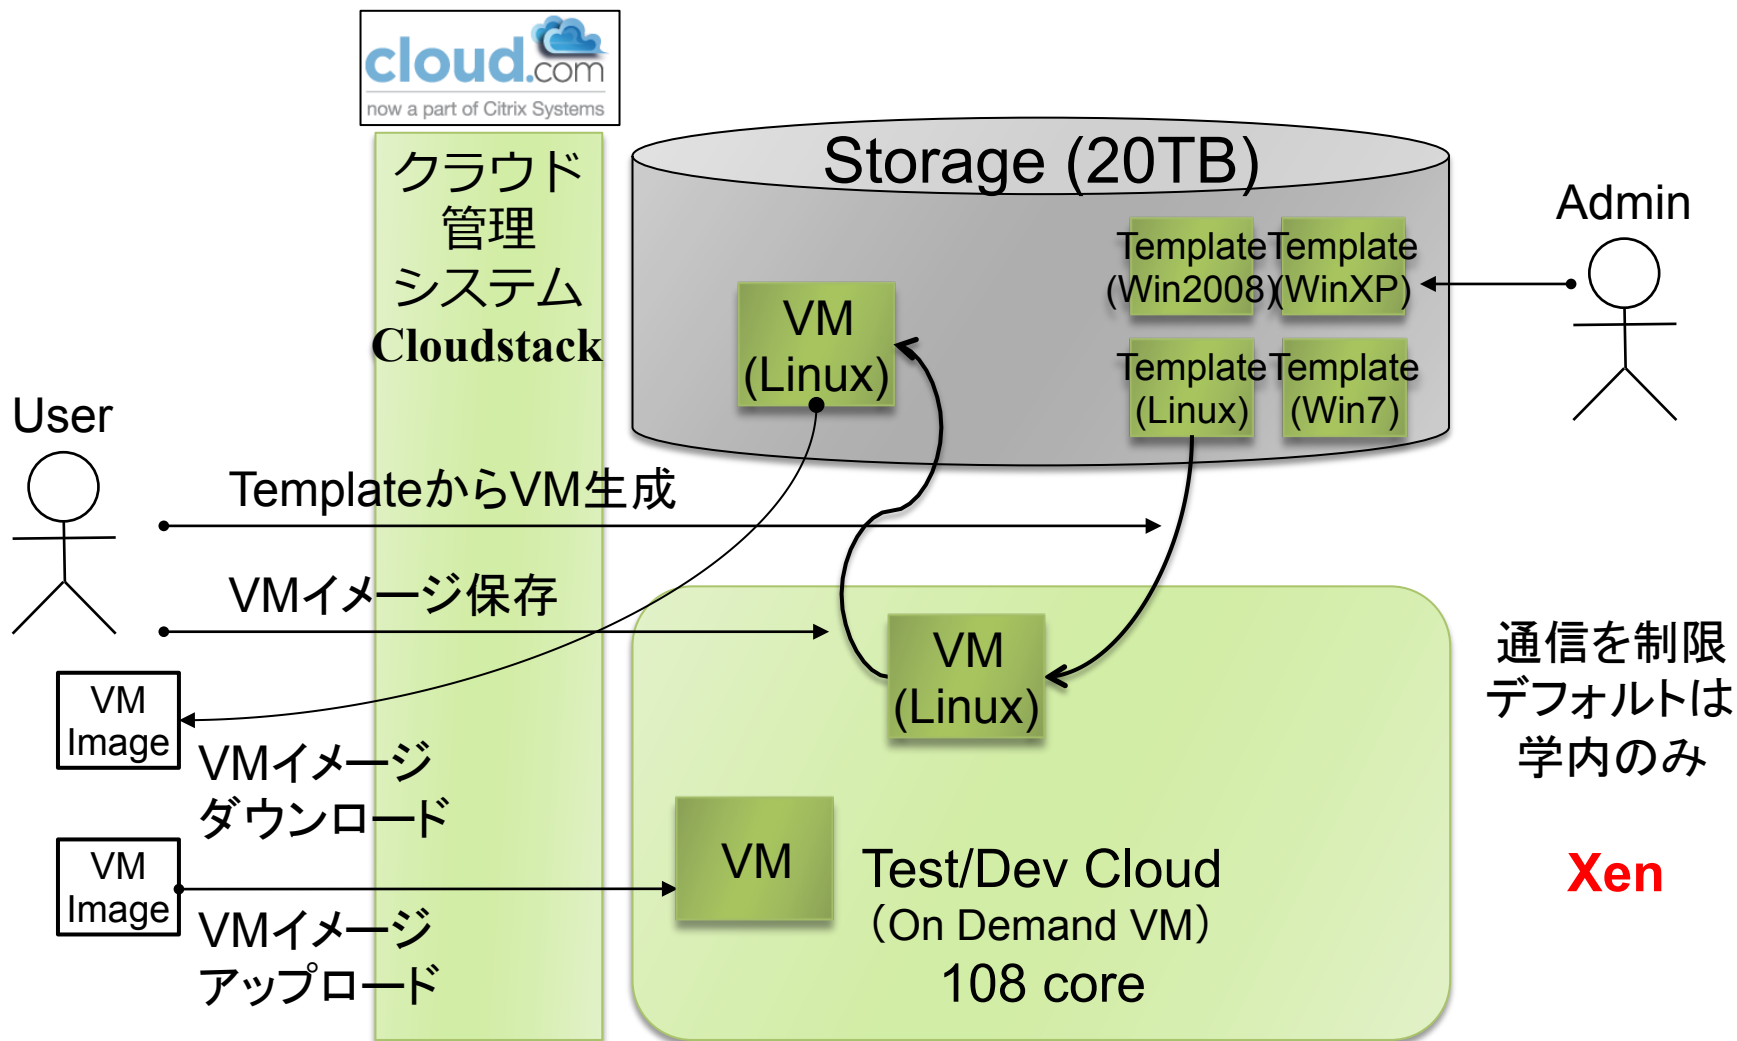 cloud.com
now a part of Citrix Systems
クラウド
管理
システム
Cloudstack
Storage (20TB)
Template
(Win2008)
Template
(WinXP)
Template
(Linux)
Template
(Win7)
VM
(Linux)
Admin
User
TemplateからVM生成
VMイメージ保存
VM
Image
VMイメージ
ダウンロード
VM
Image
VMイメージ
アップロード
VM
(Linux)
VM
Test/Dev Cloud
（On Demand VM）
108 core
通信を制限
デフォルトは
学内のみ
Xen